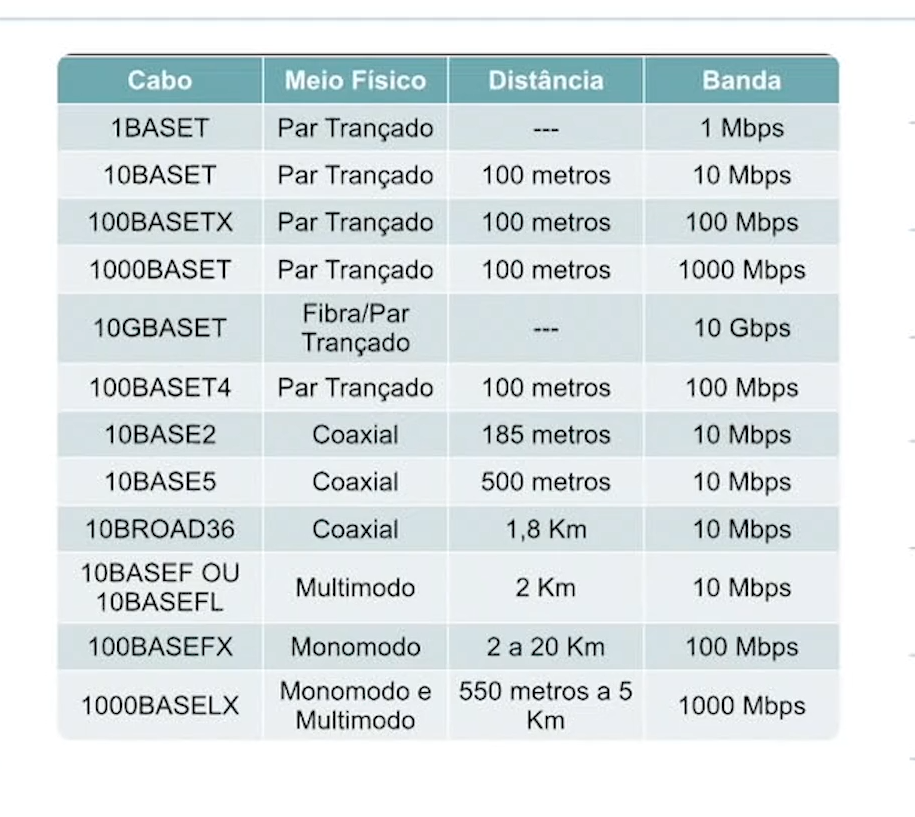 Cabo Meio Físico Distância Banda
1BASET Par Trançado --- 1 Mbps
10BASET Par Trançado 100 metros 10 Mbps
100BASETX Par Trançado 100 metros 100 Mbps
1000BASET Par Trançado 100 metros 1000 Mbps
10GBASET Fibra/Par Trançado --- 10 Gbps
100BASET4 Par Trançado 100 metros 100 Mbps
10BASE2 Coaxial 185 metros 10 Mbps
10BASE5 Coaxial 500 metros 10 Mbps
10BROAD36 Coaxial 1,8 Km 10 Mbps
10BASEF OU 10BASEFL Multimodo 2 Km 10 Mbps
100BASEFX Monomodo 2 a 20 Km 100 Mbps
1000BASELX Monomodo e Multimodo 550 metros a 5 Km 1000 Mbps